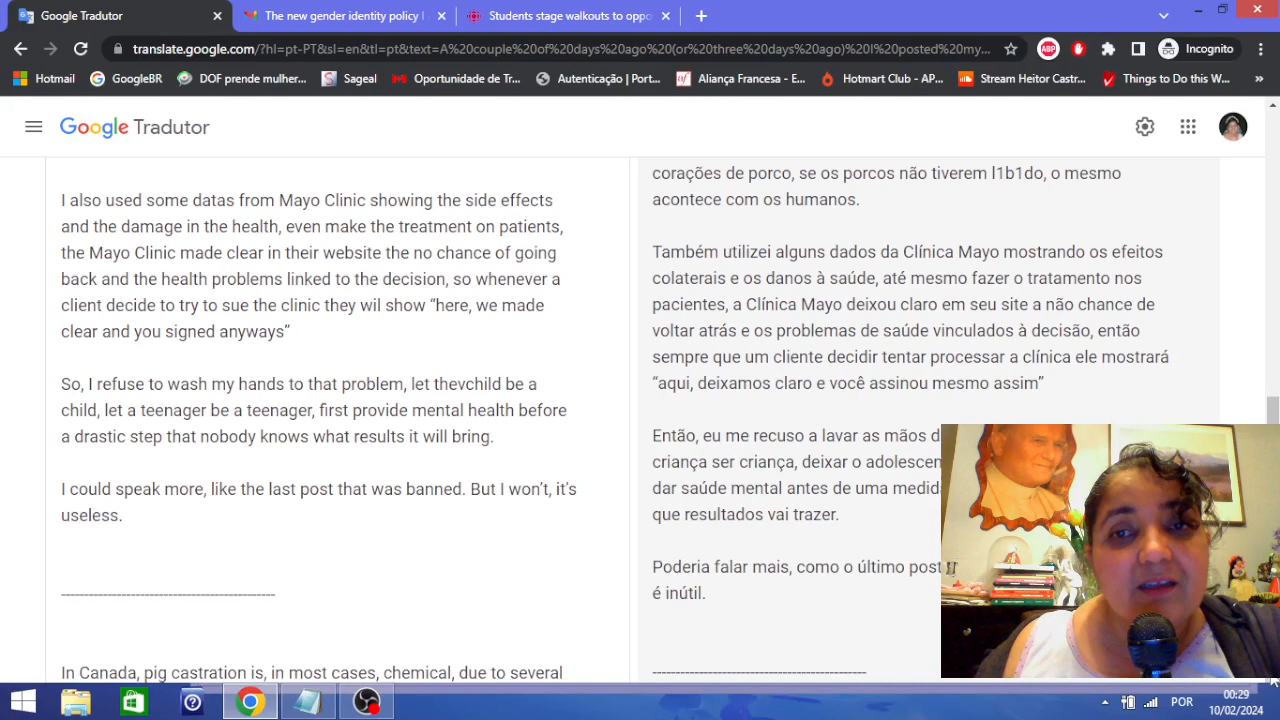 Google Tradutor
The new gender identity policy i
Students stage walkouts to oppo
translate.google.com/?hl=pt-PT&sl=en&tl=pt&text=A%20couple%20of%20days%20ago%20(or%20three%20days%20ago)%20I%20posted%20my...
ABP
Incognito
Hotmail
GoogleBR
DOF prende mulher...
Sageal
Oportunidade de Tr...
Autenticação | Port...
Aliança Francesa - E...
Hotmart Club - AP...
Stream Heitor Castr...
Things to Do this W...
Google Tradutor
I also used some datas from Mayo Clinic showing the side effects
and the damage in the health, even make the treatment on patients,
the Mayo Clinic made clear in their website the no chance of going
back and the health problems linked to the decision, so whenever a
client decide to try to sue the clinic they wil show “here, we made
clear and you signed anyways”
So, I refuse to wash my hands to that problem, let thevchild be a
child, let a teenager be a teenager, first provide mental health before
a drastic step that nobody knows what results it will bring.
I could speak more, like the last post that was banned. But I won’t, it's
useless.
-------------------------------------------
In Canada, pig castration is, in most cases, chemical, due to several
corações de porco, se os porcos não tiverem l1b1do, o mesmo
acontece com os humanos.
Também utilizei alguns dados da Clínica Mayo mostrando os efeitos
colaterais e os danos à saúde, até mesmo fazer o tratamento nos
pacientes, a Clínica Mayo deixou claro em seu site a não chance de
voltar atrás e os problemas de saúde vinculados à decisão, então
sempre que um cliente decidir tentar processar a clínica ele mostrará
“aqui, deixamos claro e você assinou mesmo assim”
Então, eu me recuso a lavar as mãos d
criança ser criança, deixar o adolescen
dar saúde mental antes de uma medid
que resultados vai trazer.
Poderia falar mais, como o último post
é inútil.
-------------------------------------------
POR
00:29
10/02/2024